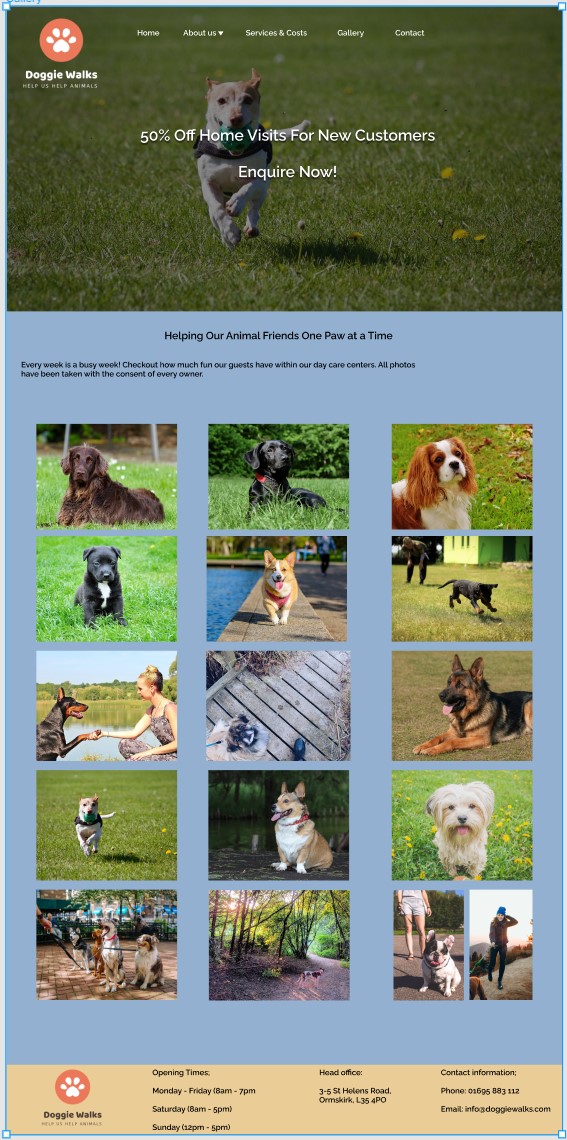 Gallery
Home About us ▼ Services & Costs Gallery Contact
Doggie Walks
HELP US HELP ANIMALS
50% Off Home Visits For New Customers
Enquire Now!
Helping Our Animal Friends One Paw at a Time
Every week is a busy week! Checkout how much fun our guests have within our day care centers. All photos
have been taken with the consent of every owner.
Opening Times;
Monday - Friday (8am - 7pm
Saturday (8am - 5pm)
Sunday (12pm - 5pm)
Head office:
3-5 St Helens Road,
Ormskirk, L35 4PO
Contact information;
Phone: 01695 883 112
Email: info@doggiewalks.com
Doggie Walks
HELP US HELP ANIMALS